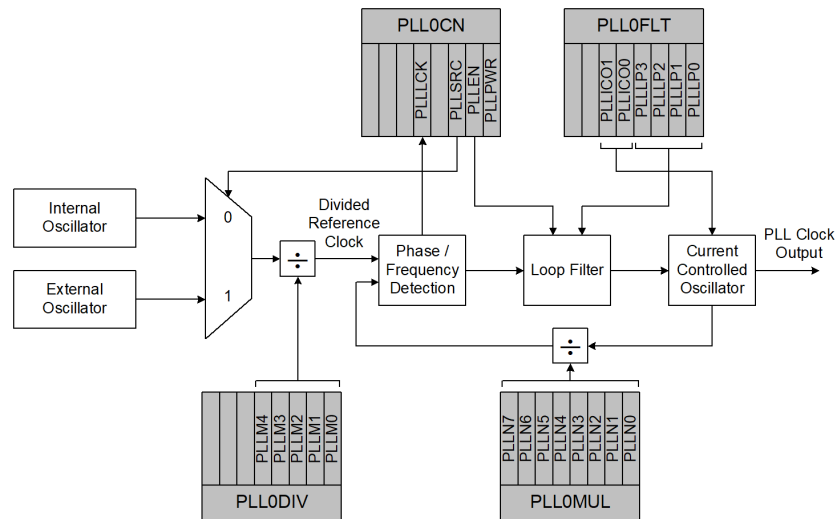 PLL0CN
PLLLCK
PLLSRC
PLLEN
PLLPWR
PLL0FLT
PLLICO1
PLLICO0
PLLLP3
PLLLP2
PLLLP1
PLLLP0
Internal
Oscillator
External
Oscillator
0
1
÷
Divided
Reference
Clock
Phase /
Frequency
Detection
Loop Filter
Current
Controlled
Oscillator
PLL Clock
Output
÷
PLLM4
PLLM3
PLLM2
PLLM1
PLLM0
PLL0DIV
PLLN7
PLLN6
PLLN5
PLLN4
PLLN3
PLLN2
PLLN1
PLLN0
PLL0MUL